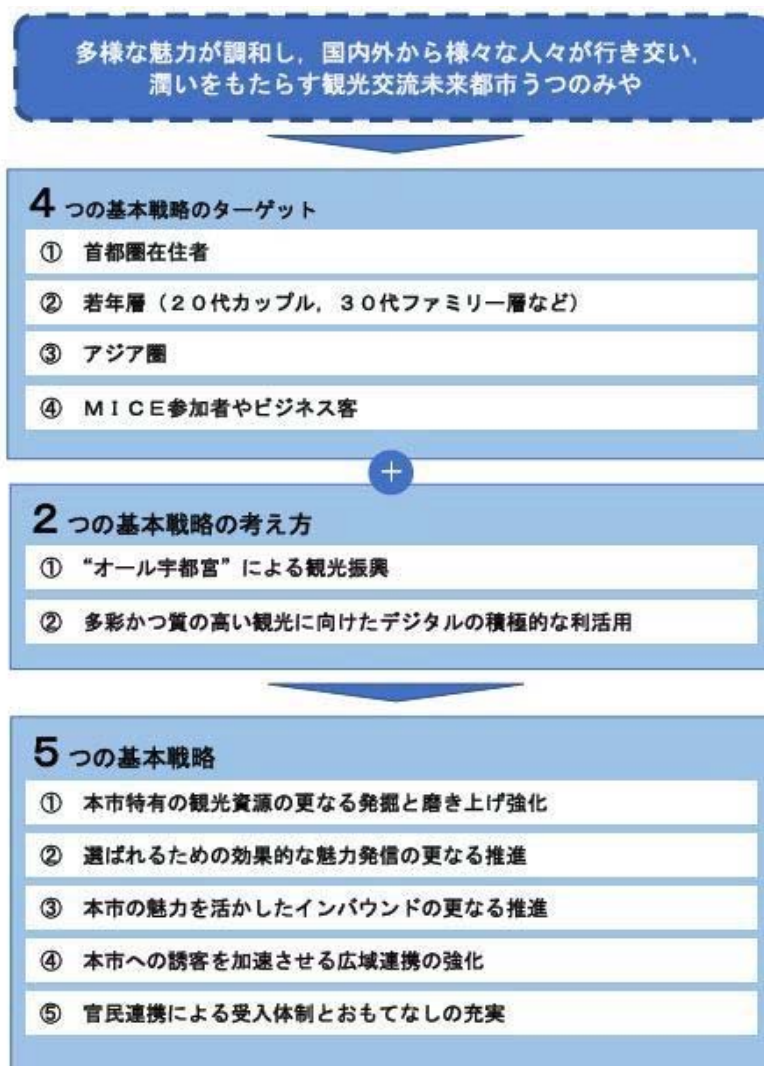 多様な魅力が調和し，国内外から様々な人々が行き交い，
潤いをもたらす観光交流未来都市うつのみや
4つの基本戦略のターゲット
① 首都圏在住者
② 若年層（２０代カップル，３０代ファミリー層など）
③ アジア圏
④ ＭＩＣＥ参加者やビジネス客
＋
2つの基本戦略の考え方
① “オール宇都宮”による観光振興
② 多彩かつ質の高い観光に向けたデジタルの積極的な利活用
5つの基本戦略
① 本市特有の観光資源の更なる発掘と磨き上げ強化
② 選ばれるための効果的な魅力発信の更なる推進
③ 本市の魅力を活かしたインバウンドの更なる推進
④ 本市への誘客を加速させる広域連携の強化
⑤ 官民連携による受入体制とおもてなしの充実